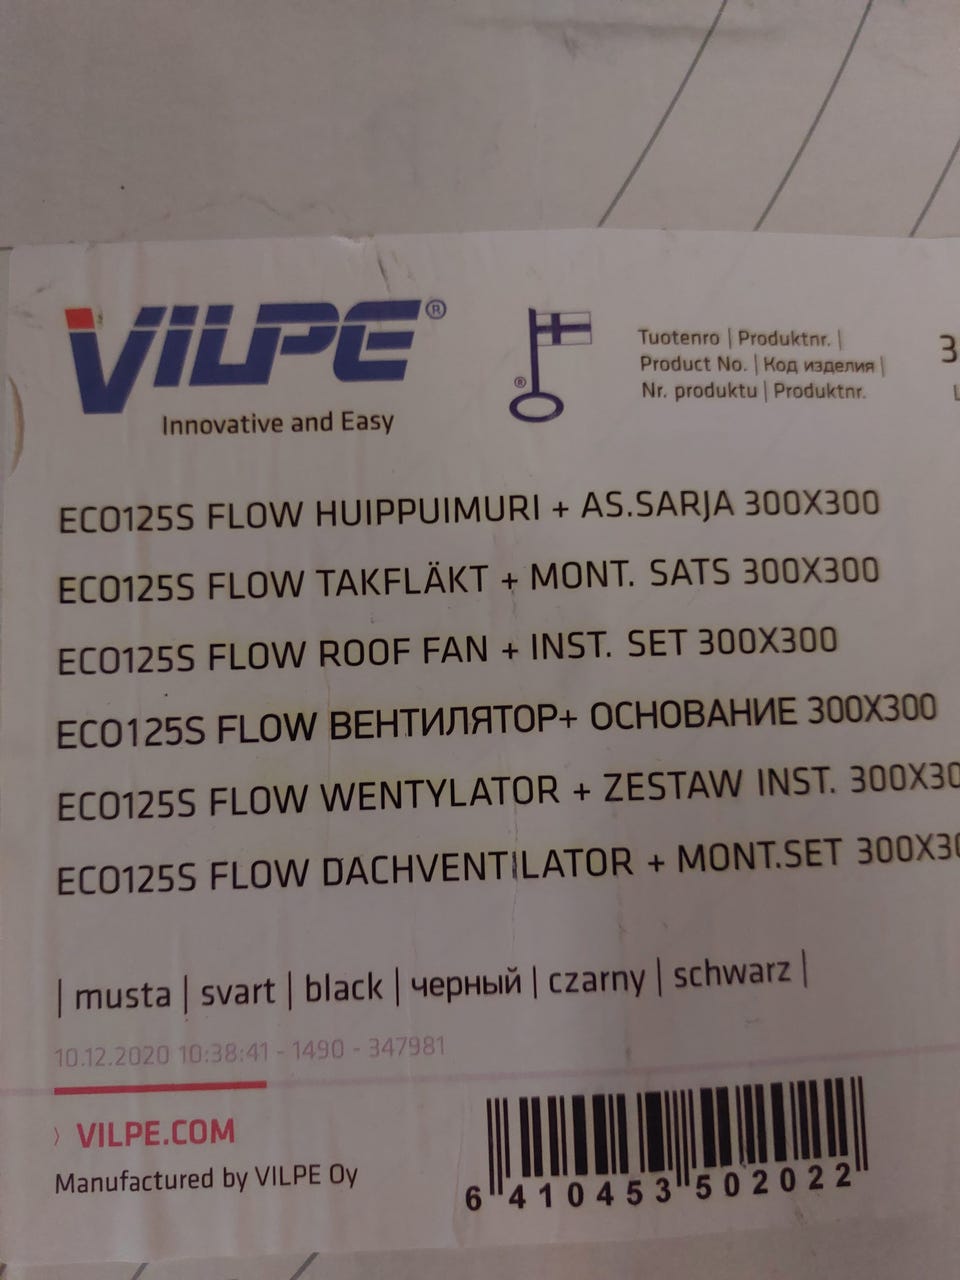 VILPE®
Innovative and Easy
®
Tuotenro | Produktnr. |
Product No. | Код изделия |
Nr. produktu | Produktnr.
3
ECO125S FLOW HUIPPUIMURI + AS.SARJA 300X300
ECO125S FLOW TAKFLÄKT + MONT. SATS 300X300
ECO125S FLOW ROOF FAN + INST. SET 300X300
ECO125S FLOW ВЕНТИЛЯТОР+ ОСНОВАНИЕ 300X300
ECO125S FLOW WENTYLATOR + ZESTAW INST. 300X30
ECO125S FLOW DACHVENTILATOR + MONT.SET 300X30
| musta | svart | black | черный | czarny | schwarz |
10.12.2020 10:38:41 - 1490 - 347981
› VILPE.COM
Manufactured by VILPE Oy
6 410453 502022